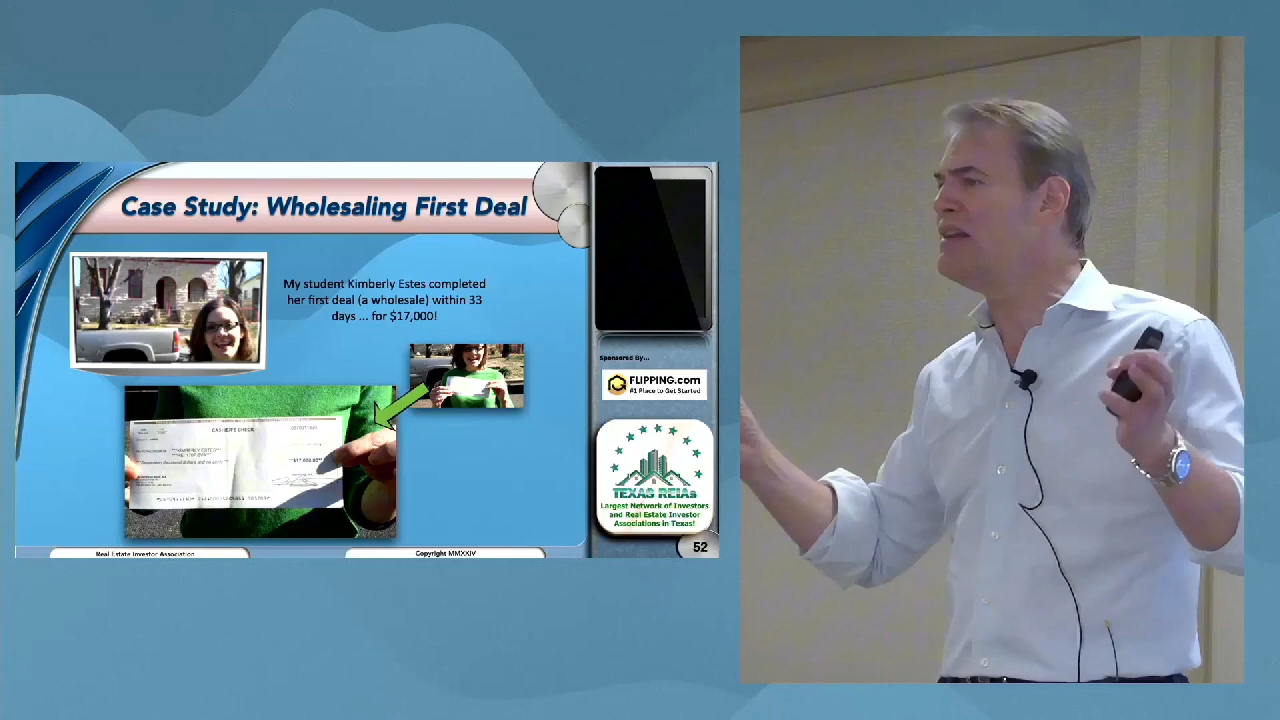 Case Study: Wholesaling First Deal
My student Kimberly Estes completed
her first deal (a wholesale) within 33
days ... for $17,000!
CASHIER'S CHECK
Sponsored By...
FLIPPING.com
#1 Place to Get Started
TEXAS REIAs
Largest Network of Investors
and Real Estate Investor
Associations in Texas!
Real Estate Investor Association
Copyright MMXXIV
52